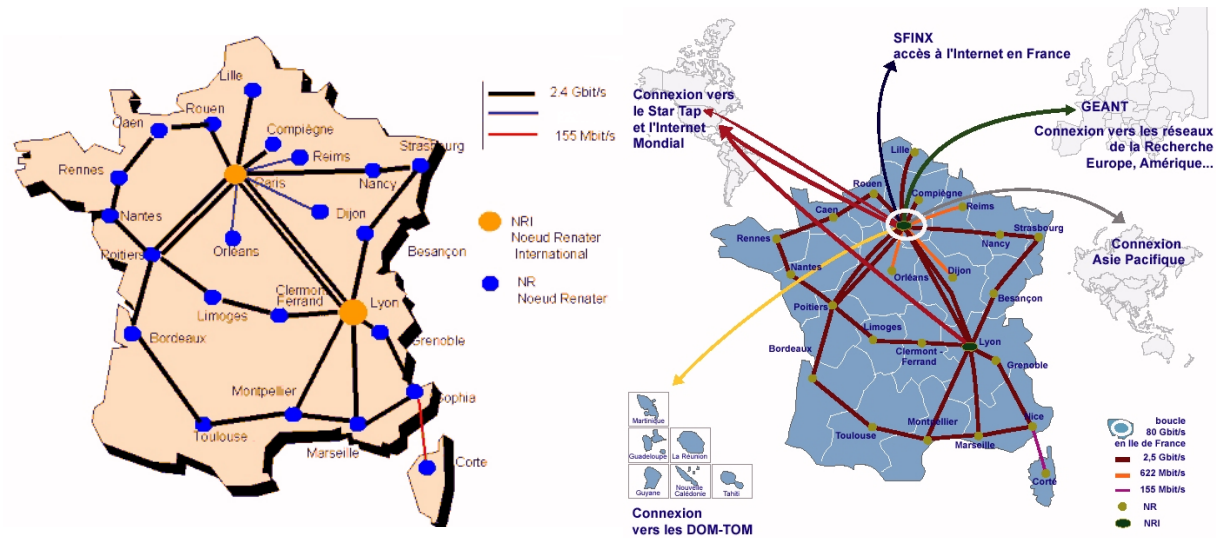 Lille
Rouen
Caen
Compiègne
Reims
Strasbourg
Rennes
Paris
Nancy
Nantes
Dijon
Orléans
Poitiers
Besançon
Clermont
Ferrand
Lyon
Limoges
Bordeaux
Grenoble
Montpellier
Sophia
Toulouse
Marseille
Corte
2.4 Gbit/s
155 Mbit/s
NRI
Noeud Renater
International
NR
Noeud Renater
SFINX
accès à l'Internet en France
Connexion vers
le Star Tap
et l'Internet
Mondial
GEANT
Connexion vers les réseaux
de la Recherche
Europe, Amérique...
Lille
Rouen
Compiègne
Caen
Reims
Rennes
Nancy
Strasbourg
Connexion
Asie Pacifique
Nantes
Orléans
Dijon
Besançon
Poitiers
Limoges
Lyon
Bordeaux
Clermont -
Ferrand
Grenoble
Martinique
Montpellier
Nice
Toulouse
Marseille
Guadeloupe
La Réunion
Corté
Guyane
Nouvelle
Calédonie
Tahiti
Connexion
vers les DOM-TOM
boucle
80 Gbit/s
en Ile de France
2,5 Gbit/s
622 Mbit/s
155 Mbit/s
NR
NRI